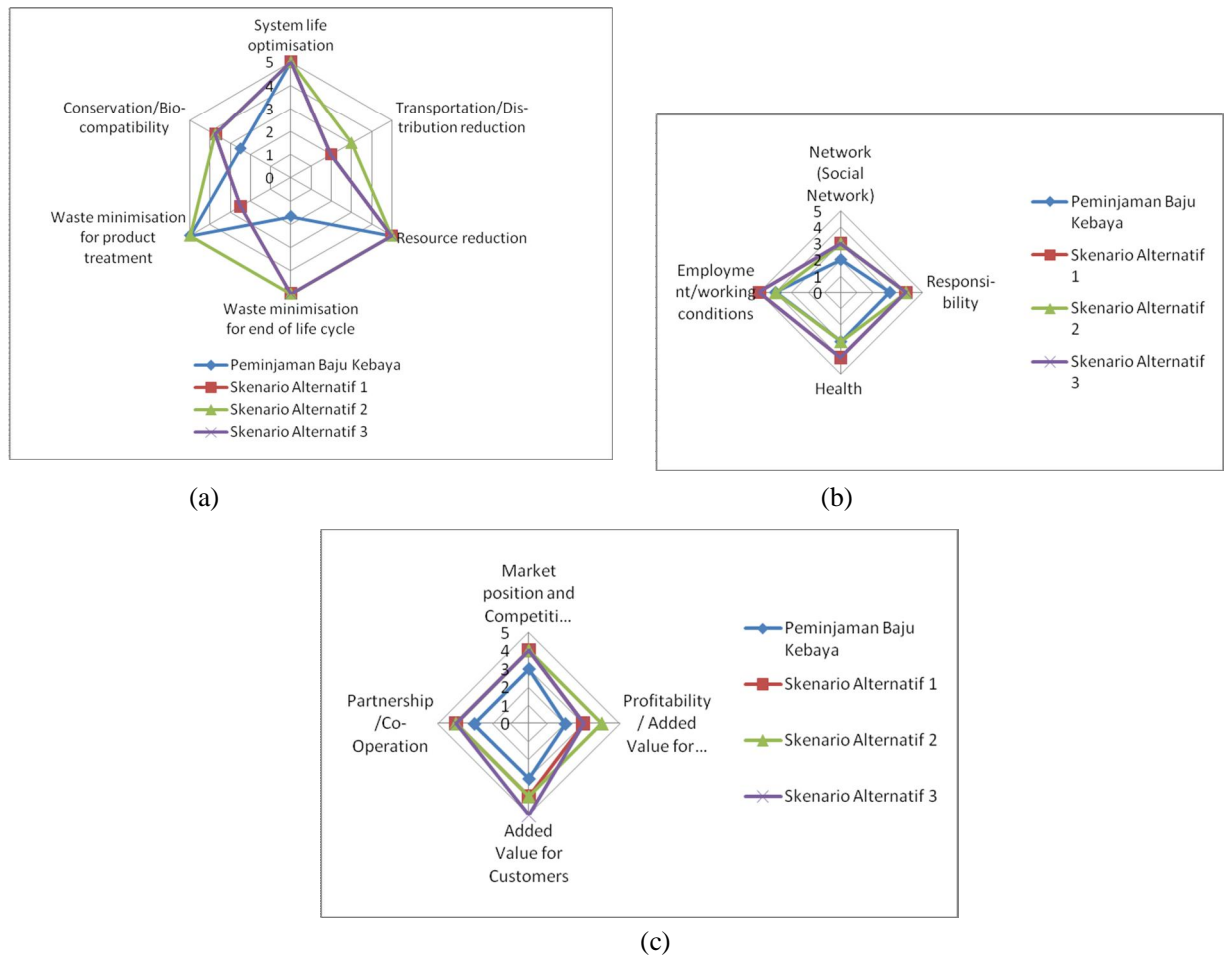 System life
optimisation
5
4
3
2
1
0
Conservation/Bio-
compatibility
Transportation/Dis-
tribution reduction
Waste minimisation
for product
treatment
Resource reduction
Waste minimisation
for end of life cycle
Peminjaman Baju Kebaya
Skenario Alternatif 1
Skenario Alternatif 2
Skenario Alternatif 3
(a)
Network
(Social
Network)
5
4
3
2
1
0
Employme
nt/working
conditions
Responsi-
bility
Health
Peminjaman Baju
Kebaya
Skenario Alternatif
1
Skenario Alternatif
2
Skenario Alternatif
3
(b)
Market
position and
Competiti...
5
4
3
2
1
0
Partnership
/Co-
Operation
Profitability
/ Added
Value for...
Added
Value for
Customers
Peminjaman Baju
Kebaya
Skenario Alternatif 1
Skenario Alternatif 2
Skenario Alternatif 3
(c)